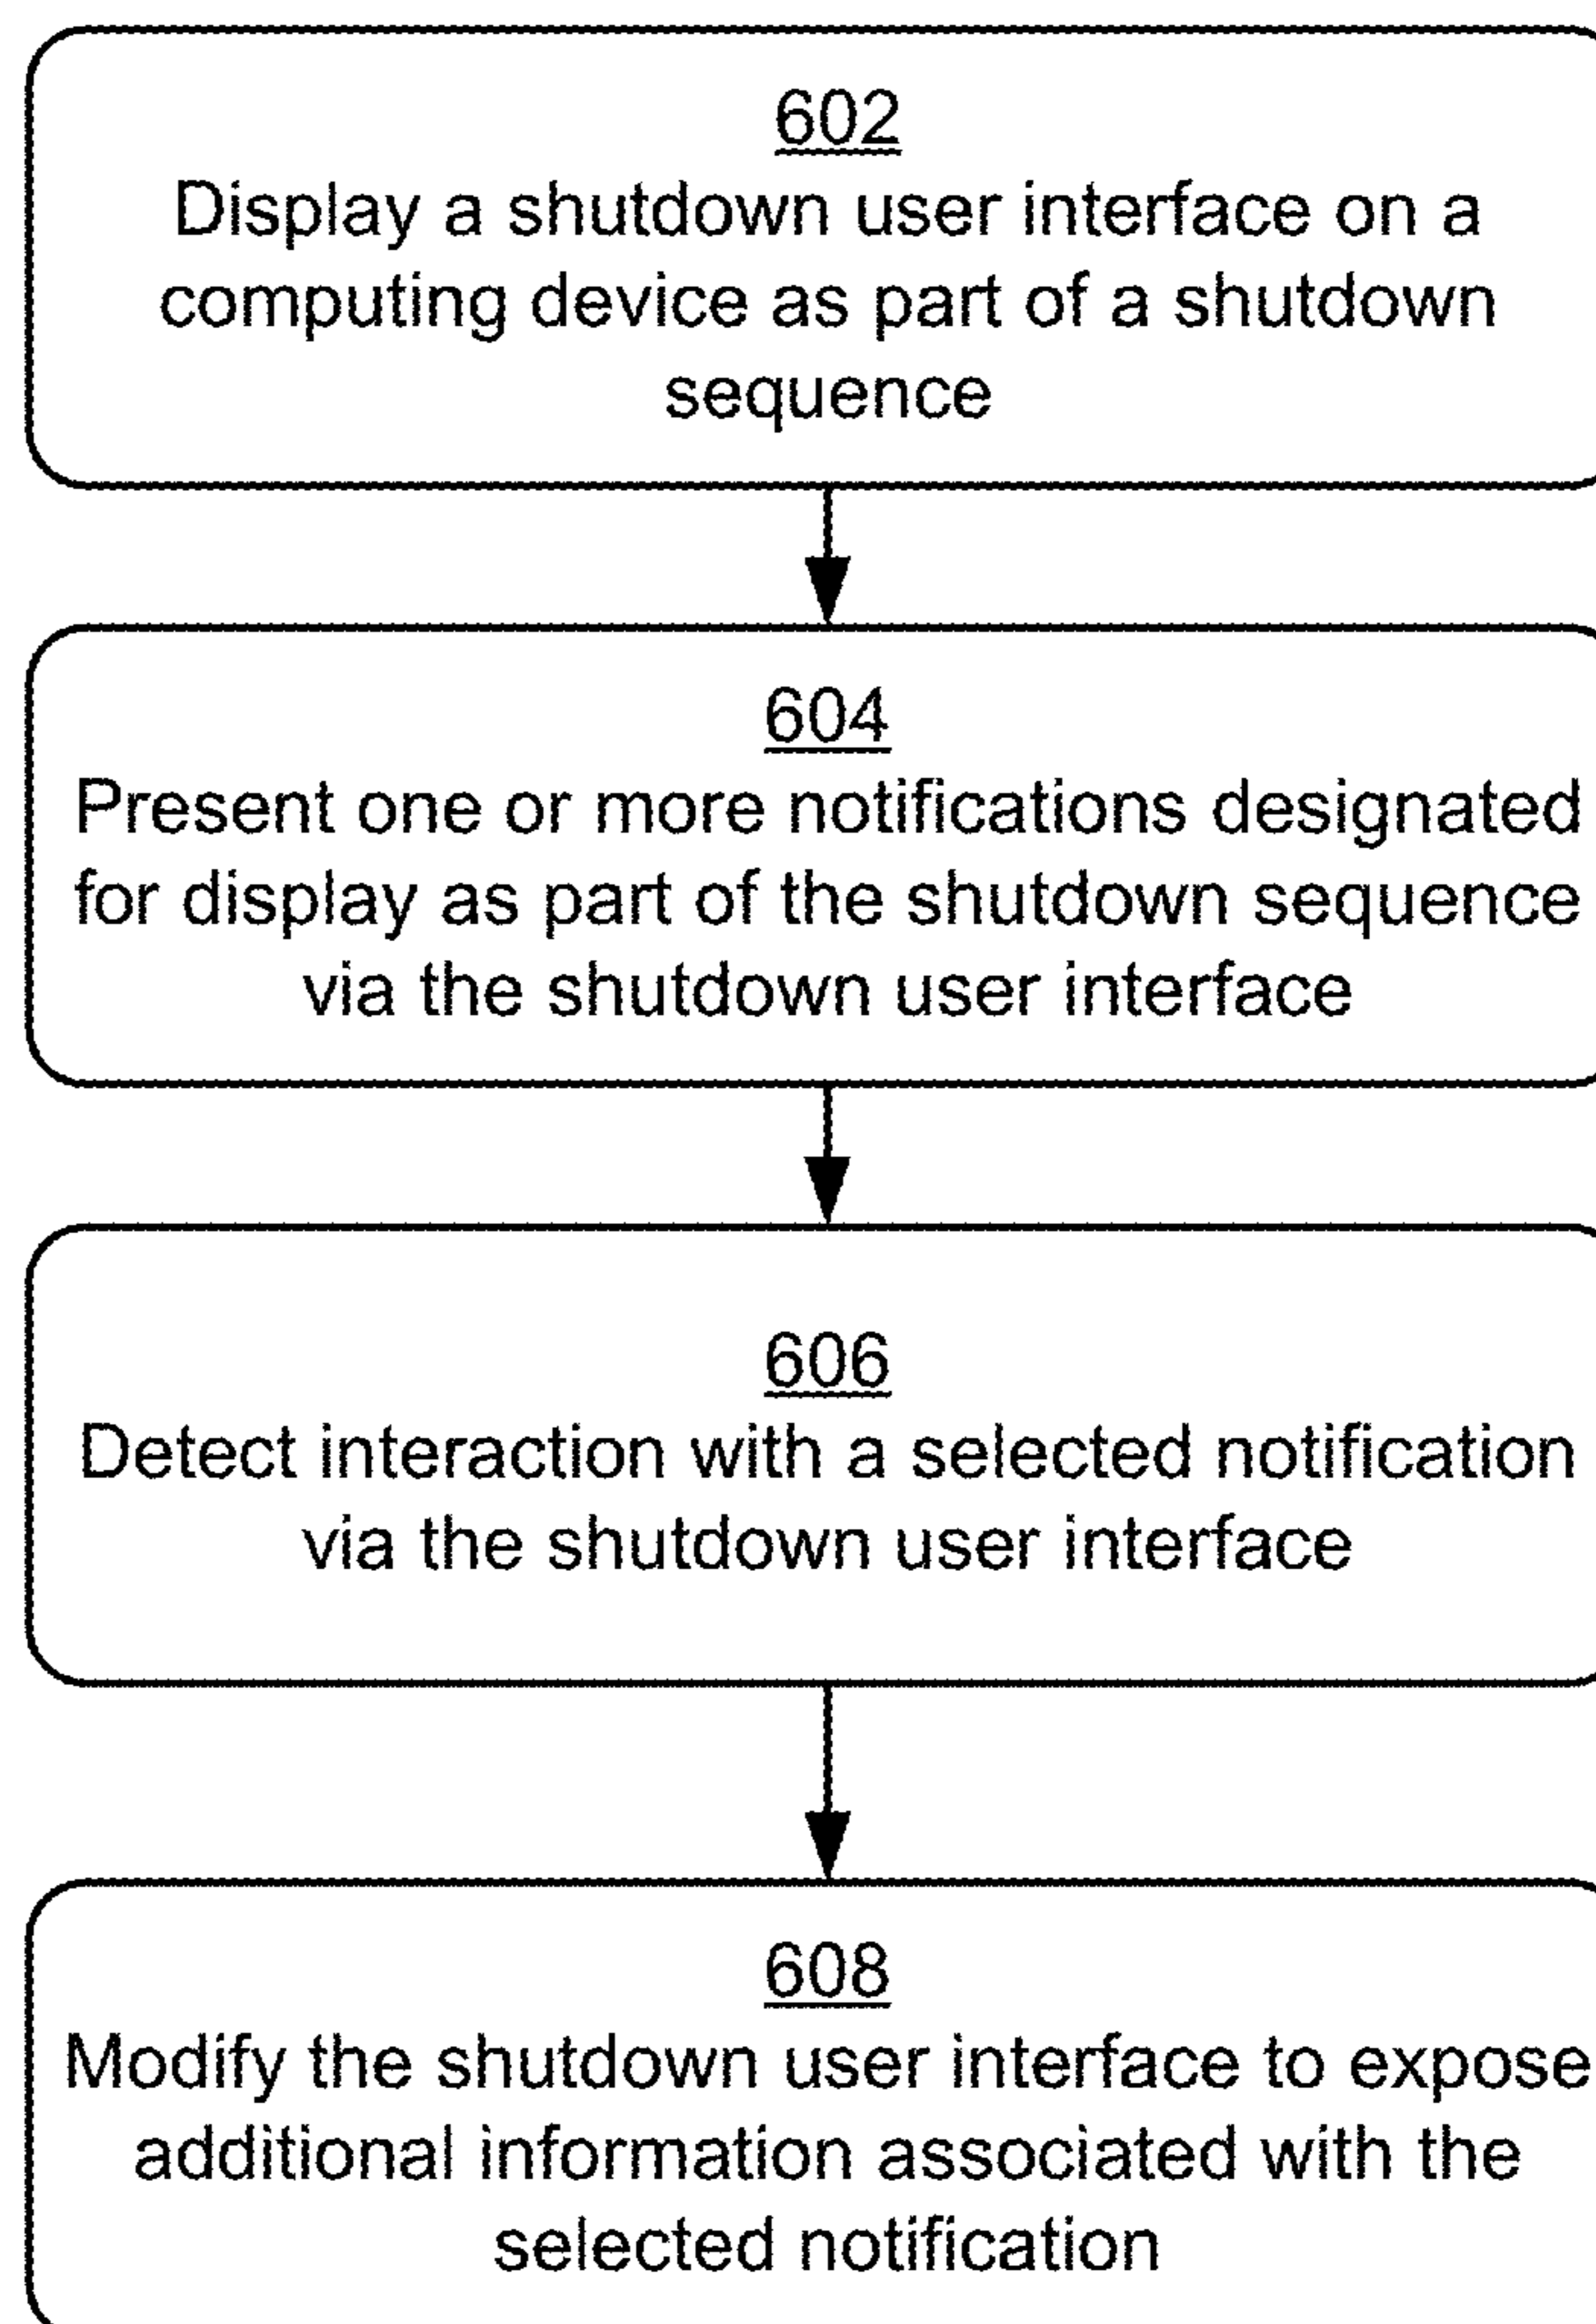 602
Display a shutdown user interface on a
computing device as part of a shutdown
sequence
604
Present one or more notifications designated
for display as part of the shutdown sequence
via the shutdown user interface
606
Detect interaction with a selected notification
via the shutdown user interface
608
Modify the shutdown user interface to expose
additional information associated with the
selected notification